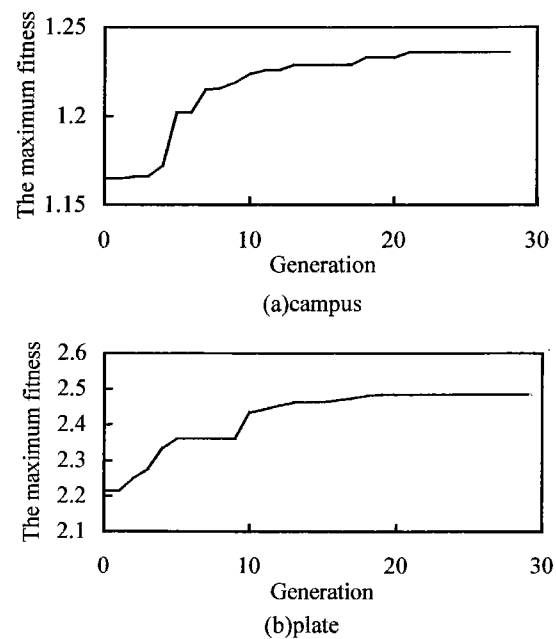 The maximum fitness
1.25
1.2
1.15
0 10 20 30
Generation
(a)campus
The maximum fitness
2.6
2.5
2.4
2.3
2.2
2.1
0 10 20 30
Generation
(b)plate